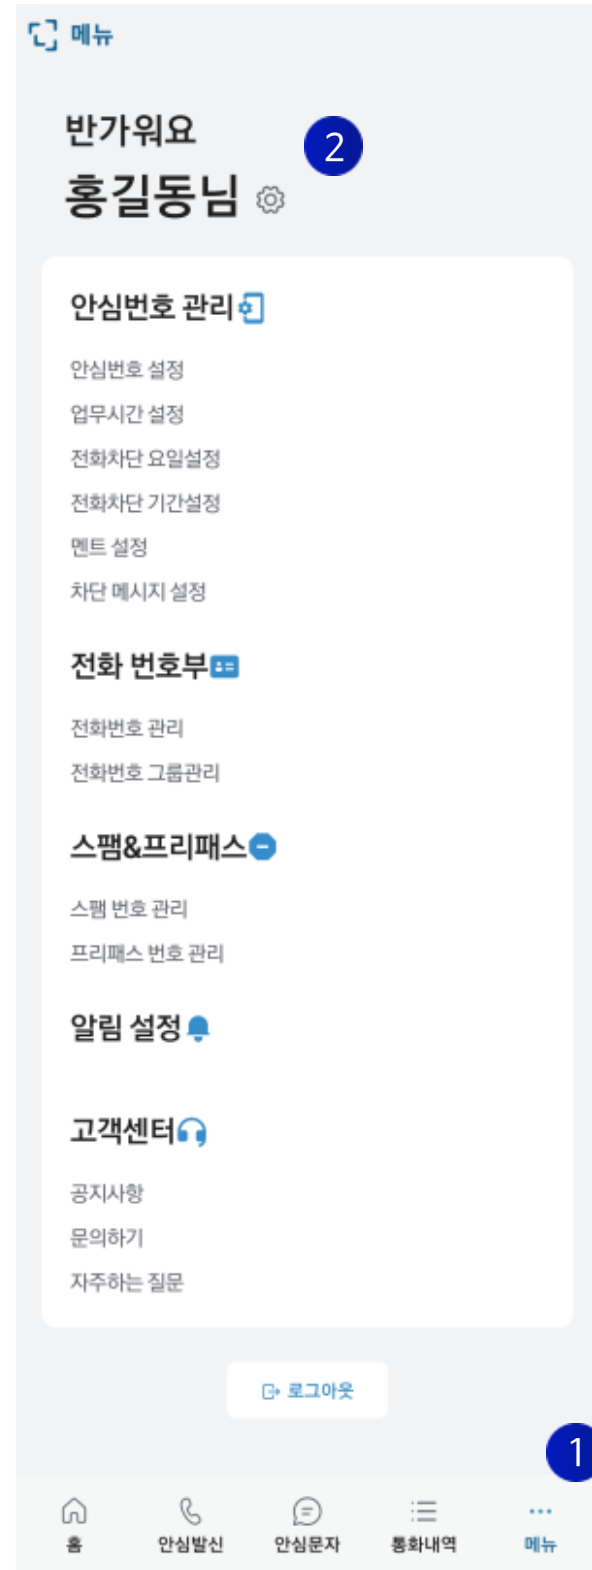 메뉴
반가워요
2
홍길동님
안심번호 관리
안심번호 설정
업무시간 설정
전화차단 요일설정
전화차단 기간설정
멘트 설정
차단 메시지 설정
전화 번호부
전화번호 관리
전화번호 그룹관리
스팸&프리패스
스팸 번호 관리
프리패스 번호 관리
알림 설정
고객센터
공지사항
문의하기
자주하는 질문
로그아웃
1
홈 안심발신 안심문자 통화내역 메뉴